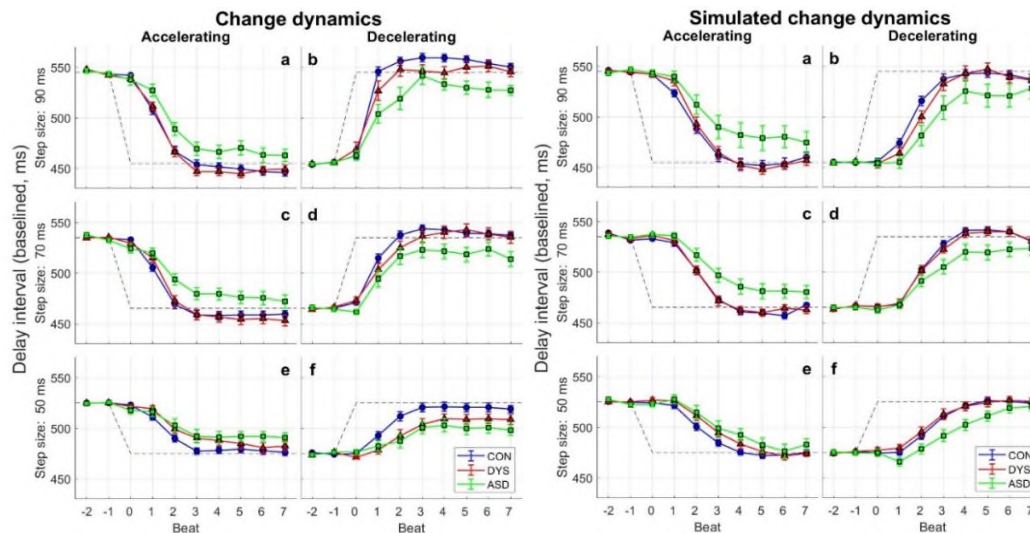 Change dynamics
Accelerating
Decelerating
Delay interval (baselined, ms)
Step size: 90 ms
550
500
450
a
b
Step size: 70 ms
550
500
450
c
d
Step size: 50 ms
550
500
450
e
f
CON
DYS
ASD
-2 -1 0 1 2 3 4 5 6 7
-2 -1 0 1 2 3 4 5 6 7
Beat
Beat
Simulated change dynamics
Accelerating
Decelerating
Delay interval (baselined, ms)
Step size: 90 ms
550
500
450
a
b
Step size: 70 ms
550
500
450
c
d
Step size: 50 ms
550
500
450
e
f
CON
DYS
ASD
-2 -1 0 1 2 3 4 5 6 7
-2 -1 0 1 2 3 4 5 6 7
Beat
Beat